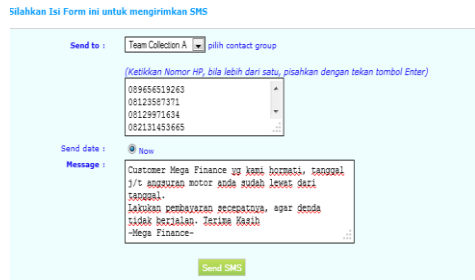 Silahkan Isi Form ini untuk mengirimkan SMS
Send to : Team Collection A pilih contact group
(Ketikkan Nomor HP, bila lebih dari satu, pisahkan dengan tekan tombol Enter)
089656519263
08123587371
08129971634
082131453665
Send date : Now
Message : Customer Mega Finance yg kami hormati, tanggal
j/t angsuran motor anda sudah lewat dari
tanggal.
Lakukan pembayaran secepatnya, agar denda
tidak berjalan. Terima Kasih
-Mega Finance-
Send SMS